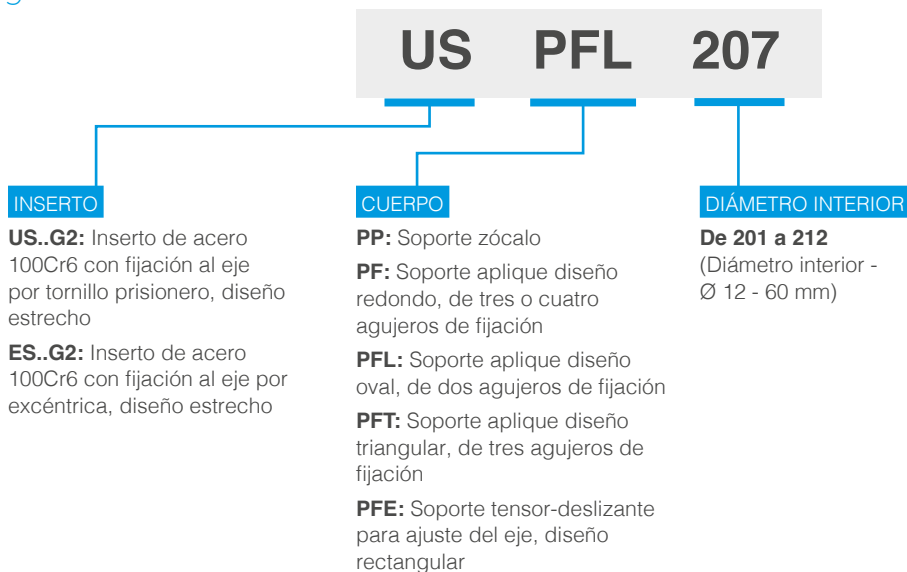 US PFL 207
INSERTO
US..G2: Inserto de acero
100Cr6 con fijación al eje
por tornillo prisionero, diseño
estrecho
ES..G2: Inserto de acero
100Cr6 con fijación al eje por
excéntrica, diseño estrecho
CUERPO
PP: Soporte zócalo
PF: Soporte aplique diseño
redondo, de tres o cuatro
agujeros de fijación
PFL: Soporte aplique diseño
oval, de dos agujeros de fijación
PFT: Soporte aplique diseño
triangular, de tres agujeros de
fijación
PFE: Soporte tensor-deslizante
para ajuste del eje, diseño
rectangular
DIÁMETRO INTERIOR
De 201 a 212
(Diámetro interior -
Ø 12 - 60 mm)